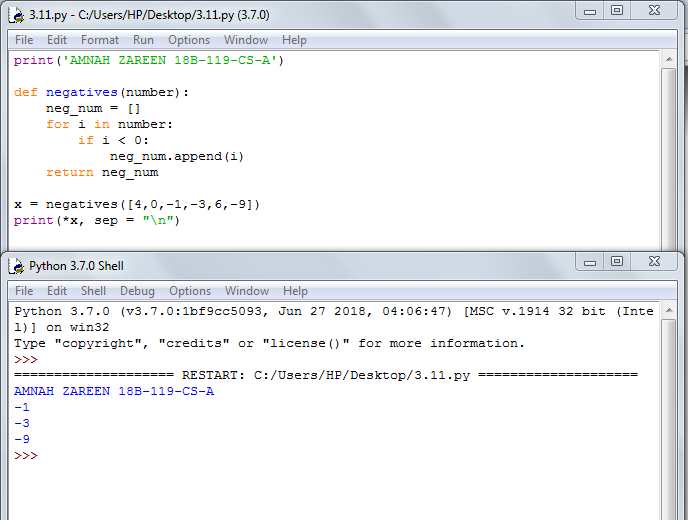 3.11.py - C:/Users/HP/Desktop/3.11.py (3.7.0)
File Edit Format Run Options Window Help
print('AMNAH ZAREEN 18B-119-CS-A')
def negatives(number):
    neg_num = []
    for i in number:
        if i < 0:
            neg_num.append(i)
    return neg_num
x = negatives([4,0,-1,-3,6,-9])
print(*x, sep = "\n")
Python 3.7.0 Shell
File Edit Shell Debug Options Window Help
Python 3.7.0 (v3.7.0:1bf9cc5093, Jun 27 2018, 04:06:47) [MSC v.1914 32 bit (Inte
l)] on win32
Type "copyright", "credits" or "license()" for more information.
>>>
==================== RESTART: C:/Users/HP/Desktop/3.11.py ====================
AMNAH ZAREEN 18B-119-CS-A
-1
-3
-9
>>>